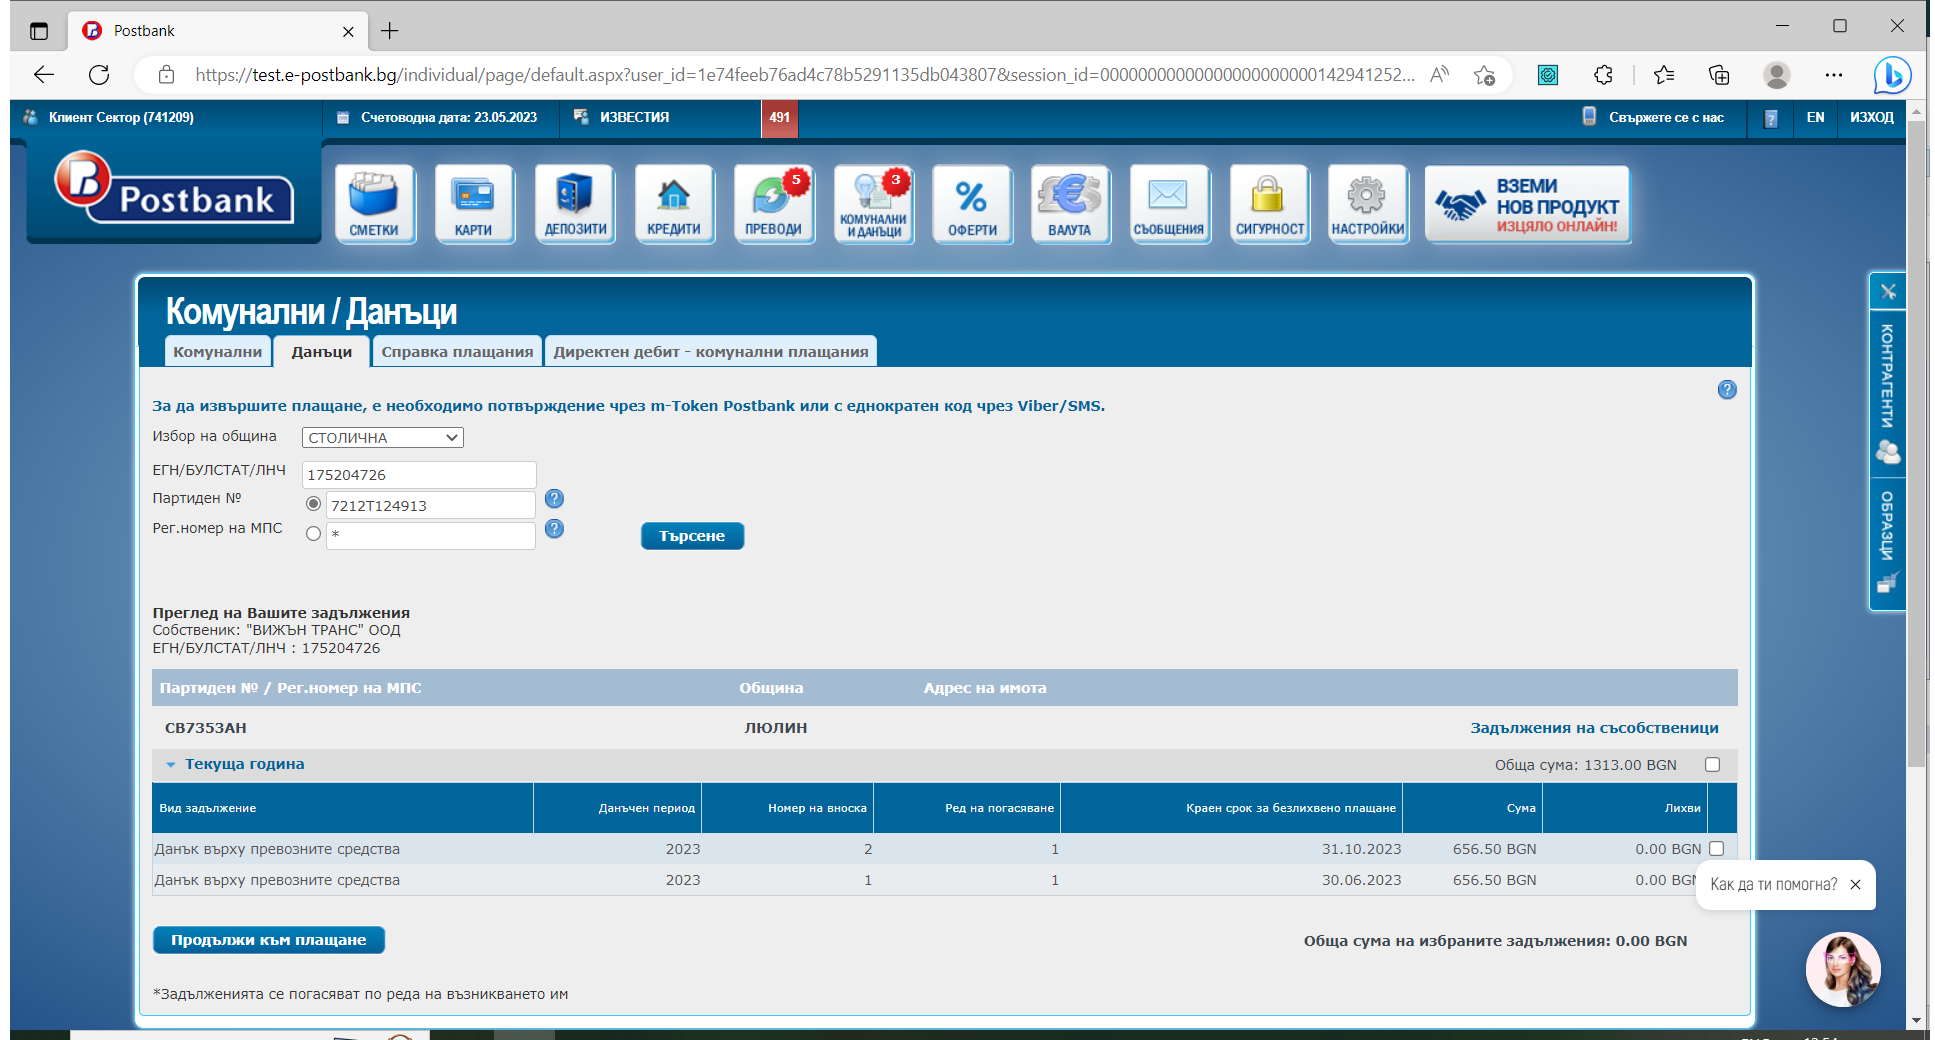 Postbank
https://test.e-postbank.bg/individual/page/default.aspx?user_id=1e74feeb76ad4c78b5291135db043807&session_id=0000000000000000000000142941252...
Клиент Сектор (741209)
Счетоводна дата: 23.05.2023
ИЗВЕСТИЯ
491
Свържете се с нас
EN
ИЗХОД
Postbank
СМЕТКИ
КАРТИ
ДЕПОЗИТИ
КРЕДИТИ
5
ПРЕВОДИ
3
КОМУНАЛНИ
И ДАНЪЦИ
%
ОФЕРТИ
ВАЛУТА
СЪОБЩЕНИЯ
СИГУРНОСТ
НАСТРОЙКИ
ВЗЕМИ
НОВ ПРОДУКТ
ИЗЦЯЛО ОНЛАЙН!
Комунални / Данъци
Комунални
Данъци
Справка плащания
Директен дебит - комунални плащания
За да извършите плащане, е необходимо потвърждение чрез m-Token Postbank или с еднократен код чрез Viber/SMS.
Избор на община
СТОЛИЧНА
ЕГН/БУЛСТАТ/ЛНЧ
175204726
Партиден №
7212T124913
Рег.номер на МПС
*
Търсене
Преглед на Вашите задължения
Собственик: "ВИЖЪН ТРАНС" ООД
ЕГН/БУЛСТАТ/ЛНЧ : 175204726
Партиден № / Рег.номер на МПС
Община
Адрес на имота
СВ7353АН
ЛЮЛИН
Задължения на съсобственици
Текуща година
Обща сума: 1313.00 BGN
Вид задължение
Данъчен период
Номер на вноска
Ред на погасяване
Краен срок за безлихвено плащане
Сума
Лихви
Данък върху превозните средства 2023 2 1 31.10.2023 656.50 BGN 0.00 BGN
Данък върху превозните средства 2023 1 1 30.06.2023 656.50 BGN 0.00 BGN
Как да ти помогна?
Продължи към плащане
Обща сума на избраните задължения: 0.00 BGN
*Задълженията се погасяват по реда на възникването им
КОНТРАГЕНТИ
ОБРАЗЦИ